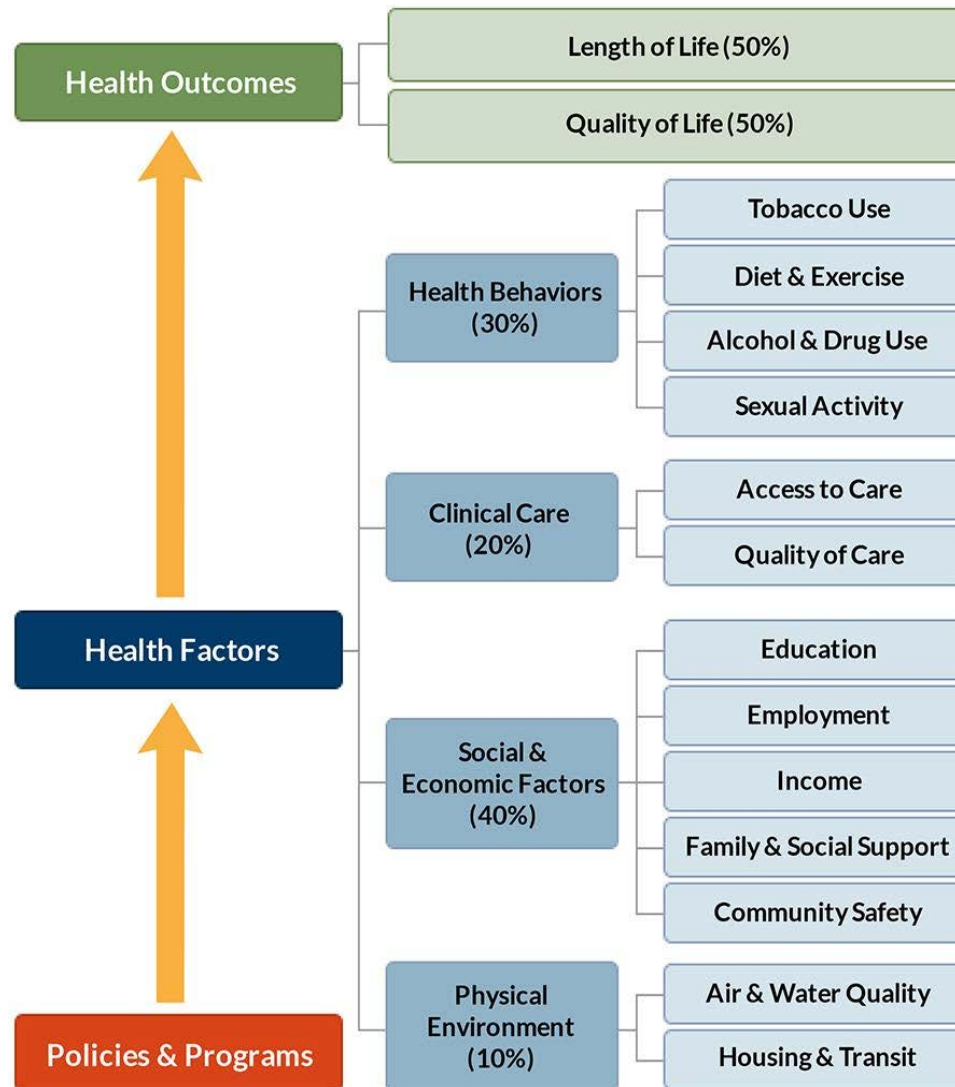 Health Outcomes
Length of Life (50%)
Quality of Life (50%)
Health Factors
Health Behaviors
(30%)
Tobacco Use
Diet & Exercise
Alcohol & Drug Use
Sexual Activity
Clinical Care
(20%)
Access to Care
Quality of Care
Social &
Economic Factors
(40%)
Education
Employment
Income
Family & Social Support
Community Safety
Physical
Environment
(10%)
Air & Water Quality
Housing & Transit
Policies & Programs